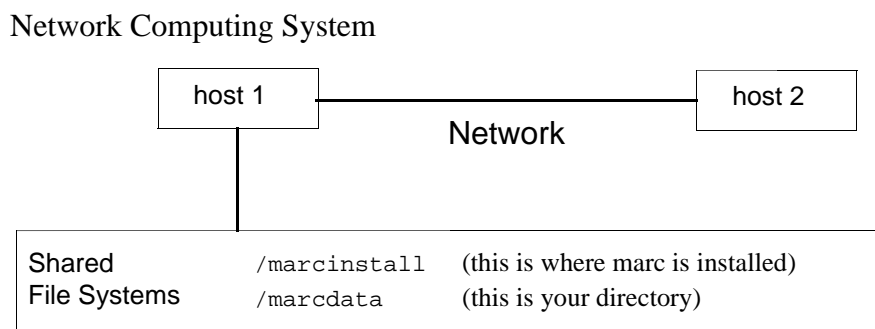 Network Computing System
host 1
host 2
Network
Shared /marcinstall (this is where marc is installed)
File Systems /marcdata (this is your directory)